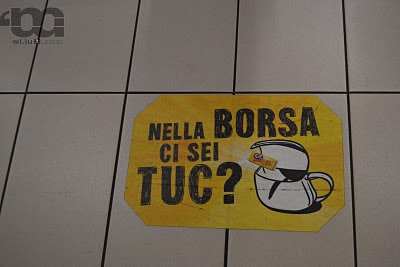 NELLA BORSA
CI SEI
TUC?